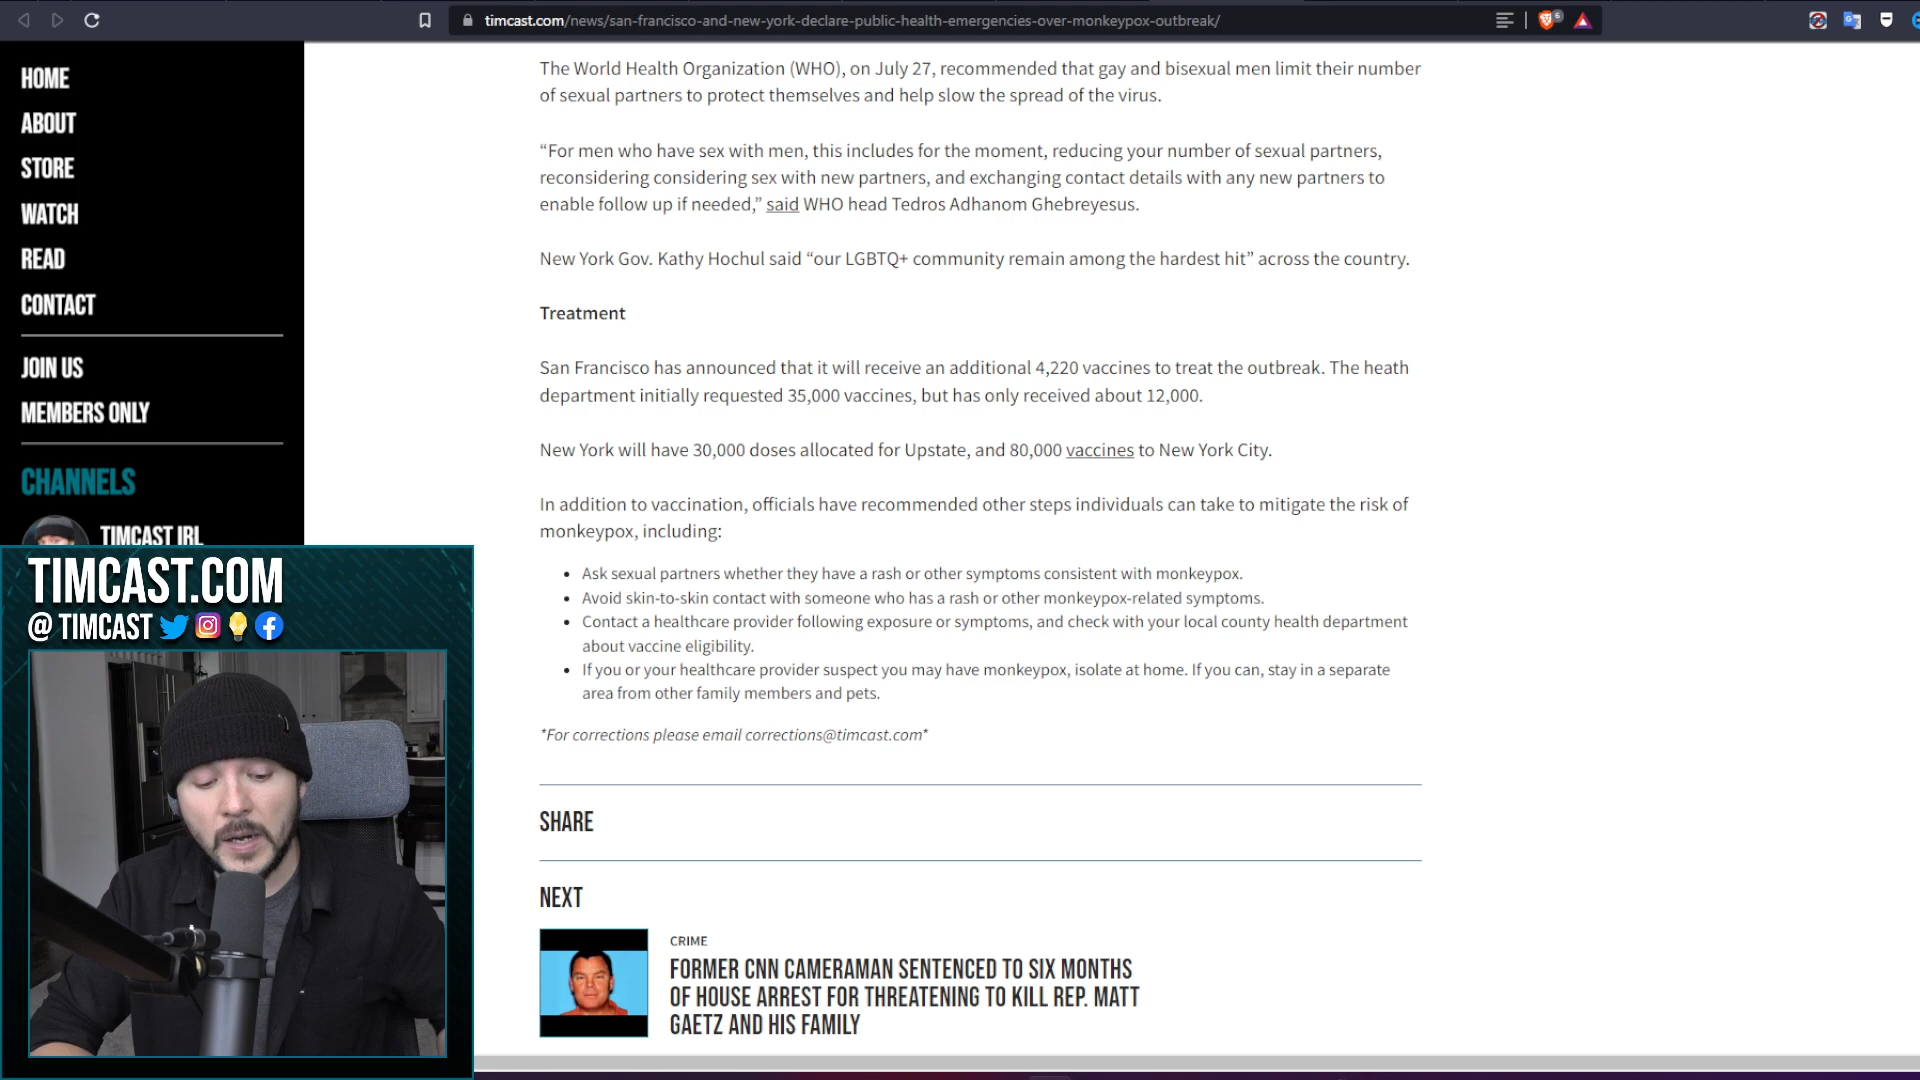 timcast.com/news/san-francisco-and-new-york-declare-public-health-emergencies-over-monkeypox-outbreak/
6
HOME
ABOUT
STORE
WATCH
READ
CONTACT
JOIN US
MEMBERS ONLY
CHANNELS
TIMCAST IRL
TIMCAST.COM
@ TIMCAST
The World Health Organization (WHO), on July 27, recommended that gay and bisexual men limit their number
of sexual partners to protect themselves and help slow the spread of the virus.
“For men who have sex with men, this includes for the moment, reducing your number of sexual partners,
reconsidering considering sex with new partners, and exchanging contact details with any new partners to
enable follow up if needed,” said WHO head Tedros Adhanom Ghebreyesus.
New York Gov. Kathy Hochul said “our LGBTQ+ community remain among the hardest hit” across the country.
Treatment
San Francisco has announced that it will receive an additional 4,220 vaccines to treat the outbreak. The heath
department initially requested 35,000 vaccines, but has only received about 12,000.
New York will have 30,000 doses allocated for Upstate, and 80,000 vaccines to New York City.
In addition to vaccination, officials have recommended other steps individuals can take to mitigate the risk of
monkeypox, including:
• Ask sexual partners whether they have a rash or other symptoms consistent with monkeypox.
• Avoid skin-to-skin contact with someone who has a rash or other monkeypox-related symptoms.
• Contact a healthcare provider following exposure or symptoms, and check with your local county health department
about vaccine eligibility.
• If you or your healthcare provider suspect you may have monkeypox, isolate at home. If you can, stay in a separate
area from other family members and pets.
*For corrections please email corrections@timcast.com*
SHARE
NEXT
CRIME
FORMER CNN CAMERAMAN SENTENCED TO SIX MONTHS
OF HOUSE ARREST FOR THREATENING TO KILL REP. MATT
GAETZ AND HIS FAMILY